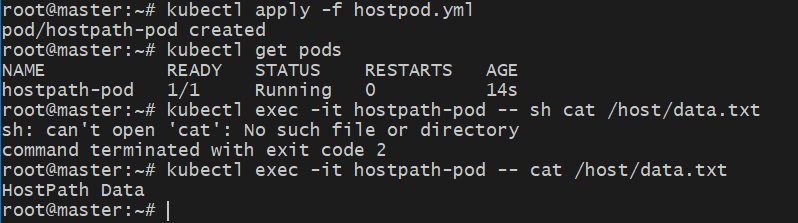 root@master:~# kubectl apply -f hostpod.yml
pod/hostpath-pod created
root@master:~# kubectl get pods
NAME           READY   STATUS    RESTARTS   AGE
hostpath-pod   1/1     Running   0          14s
root@master:~# kubectl exec -it hostpath-pod -- sh cat /host/data.txt
sh: can't open 'cat': No such file or directory
command terminated with exit code 2
root@master:~# kubectl exec -it hostpath-pod -- cat /host/data.txt
HostPath Data
root@master:~#